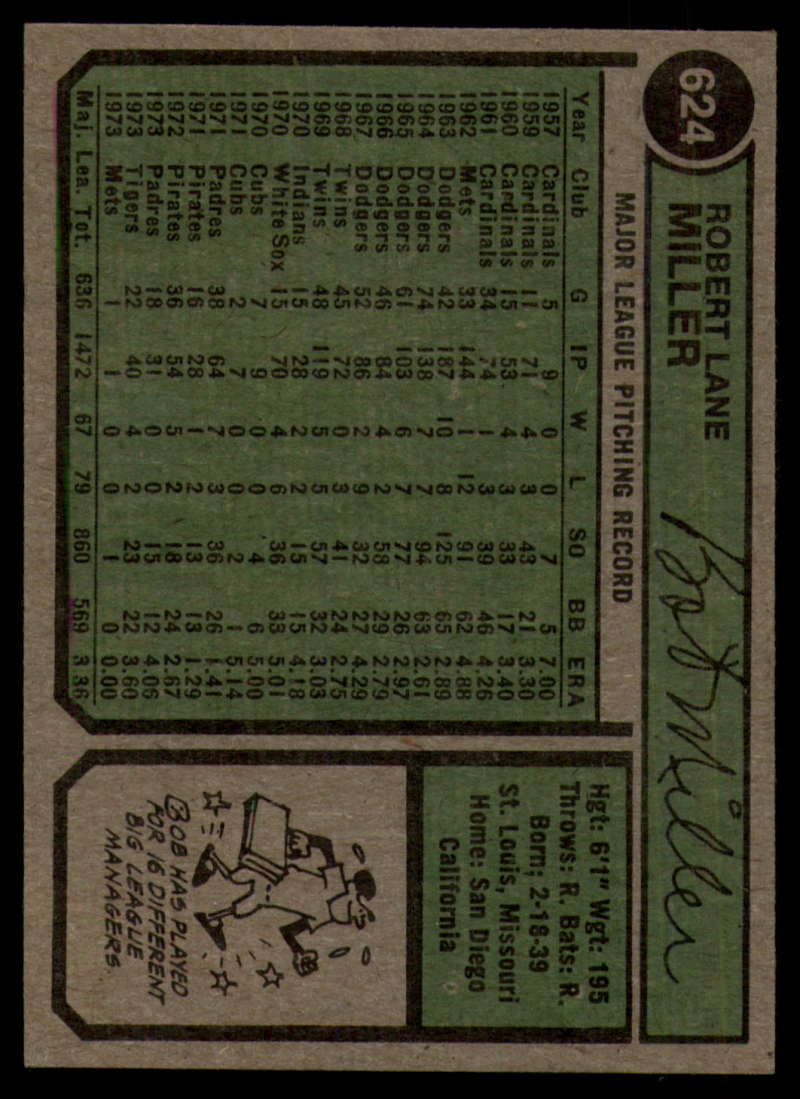 624
ROBERT LANE
MILLER
Bob Miller
MAJOR LEAGUE PITCHING RECORD
Year Club G IP W L SO BB ERA
1957 Cardinals 5 9 0 0 7 5 7.00
1959 Cardinals 11 71 4 3 43 21 3.30
1960 Cardinals 15 53 4 3 33 17 3.40
1961 Cardinals 34 74 1 3 39 46 4.26
1962 Mets 33 144 1 12 91 62 4.88
1963 Dodgers 42 187 10 8 125 65 2.89
1964 Dodgers 74 138 7 7 94 63 2.61
1965 Dodgers 61 103 6 7 77 26 2.97
1966 Dodgers 46 84 4 2 58 29 2.79
1967 Dodgers 52 86 2 9 32 27 4.29
1968 Twins 45 72 0 3 41 24 2.75
1969 Twins 48 119 5 5 57 32 3.03
1970 Indians 15 28 2 2 15 15 4.18
1970 White Sox 15 70 4 6 36 33 5.01
1970 Cubs 7 9 0 0 4 6 5.00
1971 Cubs 2 7 0 0 2 1 5.14
1971 Padres 38 64 7 3 36 26 1.41
1971 Pirates 16 28 1 2 13 13 1.29
1972 Pirates 36 54 5 2 18 24 2.67
1973 Padres 18 31 0 0 15 12 4.06
1973 Tigers 22 40 4 2 23 22 3.60
1973 Mets 1 1 0 0 1 0 0.00
Maj. Lea. Tot. 636 1472 67 79 860 569 3.36
Hgt: 6'1" Wgt: 195
Throws: R. Bats: R.
Born: 2-18-39
St. Louis, Missouri
Home: San Diego
California
BOB HAS PLAYED
FOR 16 DIFFERENT
BIG LEAGUE
MANAGERS.